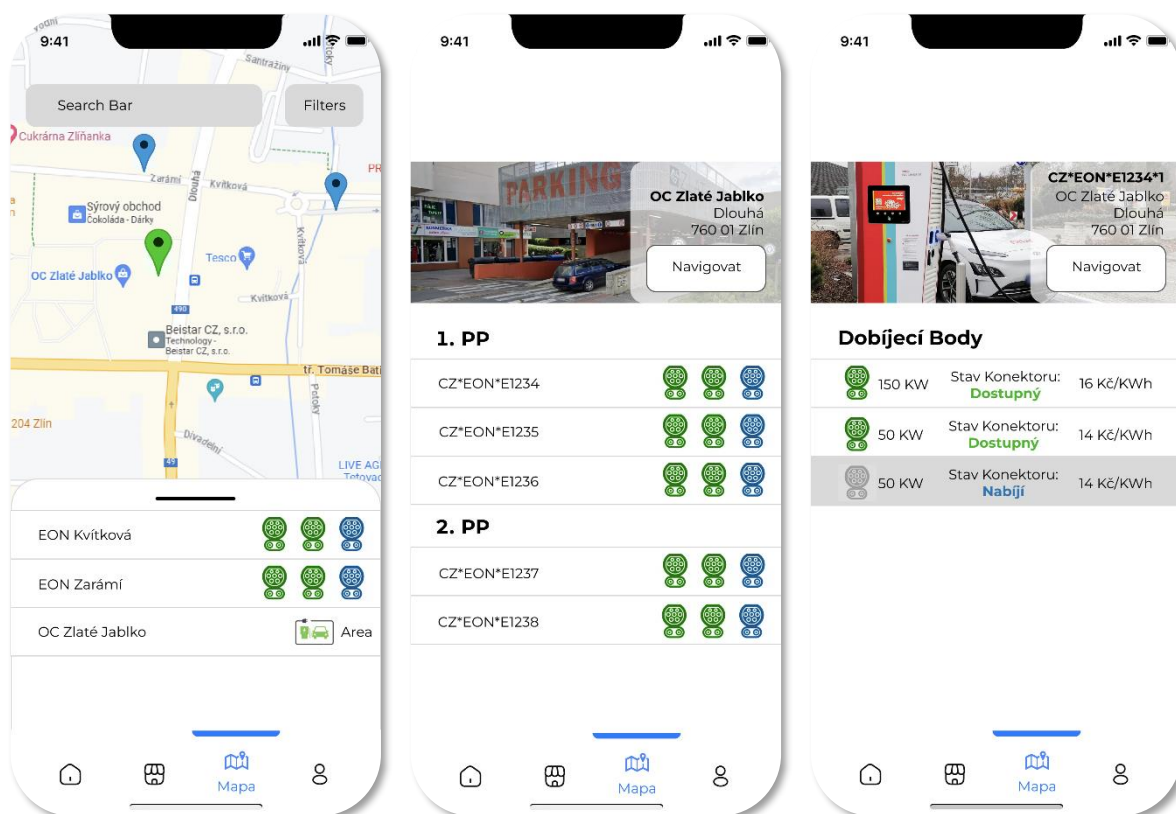 9:41
vodní
Santražiny
toky
Search Bar
Filters
Cukrárna Zlíňanka
PR
Zarámí
Kvítková
Dlouhá
Sýrový obchod
Čokoláda - Dárky
Kvítková
Tesco
OC Zlaté Jablko
Kvítková
490
Beistar CZ, s.r.o.
Technology -
Beistar CZ, s.r.o.
tř. Tomáše Bati
Potoky
204 Zlín
Divadelní
49
LIVE AG
Tetovac
EON Kvítková
EON Zarámí
OC Zlaté Jablko
Area
Mapa
9:41
PARKING
OC Zlaté Jablko
Dlouhá
760 01 Zlín
Navigovat
1. PP
CZ*EON*E1234
CZ*EON*E1235
CZ*EON*E1236
2. PP
CZ*EON*E1237
CZ*EON*E1238
Mapa
9:41
CZ*EON*E1234*1
OC Zlaté Jablko
Dlouhá
760 01 Zlín
Navigovat
Dobíjecí Body
150 KW Stav Konektoru: 16 Kč/KWh
Dostupný
50 KW Stav Konektoru: 14 Kč/KWh
Dostupný
50 KW Stav Konektoru: 14 Kč/KWh
Nabíjí
Mapa